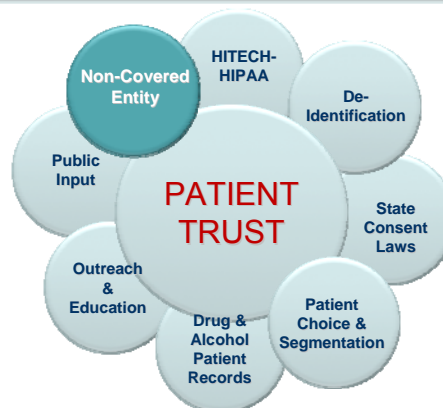 Non-Covered
Entity
HITECH-
HIPAA
De-
Identification
State
Consent
Laws
Patient
Choice &
Segmentation
Drug &
Alcohol
Patient
Records
Outreach
&
Education
Public
Input
PATIENT
TRUST